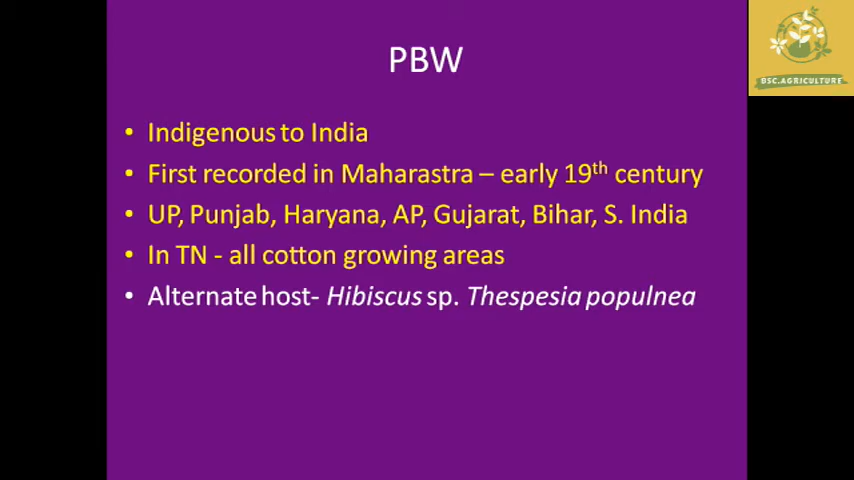 BSC.AGRICULTURE
PBW
• Indigenous to India
• First recorded in Maharastra – early 19th century
• UP, Punjab, Haryana, AP, Gujarat, Bihar, S. India
• In TN - all cotton growing areas
• Alternate host- Hibiscus sp. Thespesia populnea